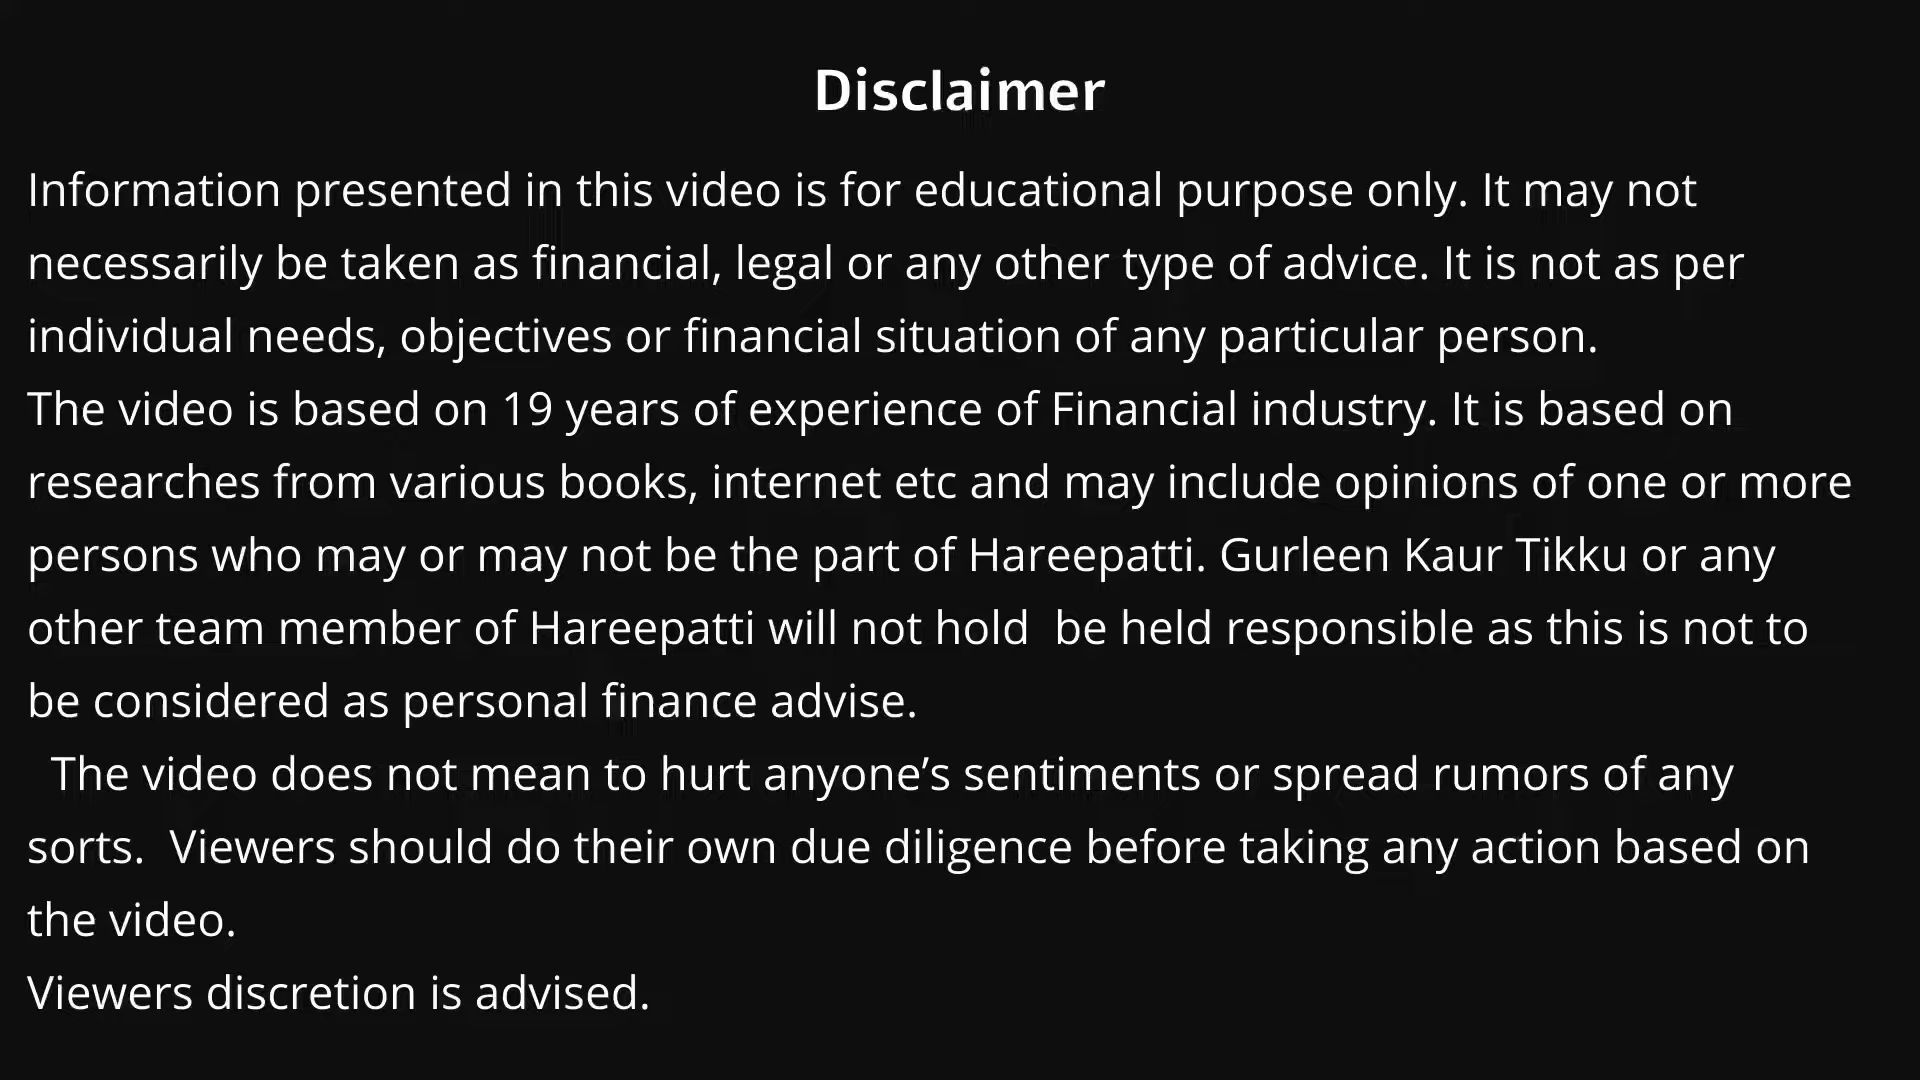 Disclaimer
Information presented in this video is for educational purpose only. It may not
necessarily be taken as financial, legal or any other type of advice. It is not as per
individual needs, objectives or financial situation of any particular person.
The video is based on 19 years of experience of Financial industry. It is based on
researches from various books, internet etc and may include opinions of one or more
persons who may or may not be the part of Hareepatti. Gurleen Kaur Tikku or any
other team member of Hareepatti will not hold  be held responsible as this is not to
be considered as personal finance advise.
The video does not mean to hurt anyone’s sentiments or spread rumors of any
sorts.  Viewers should do their own due diligence before taking any action based on
the video.
Viewers discretion is advised.